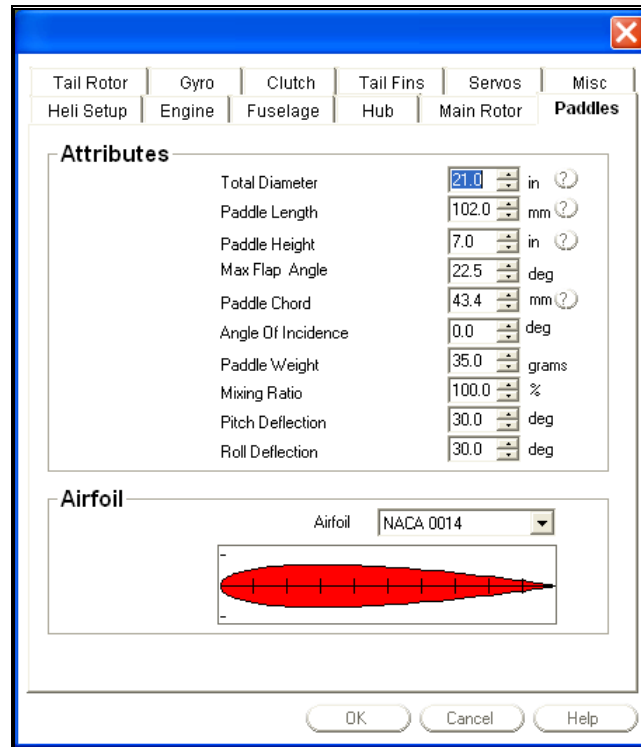 Tail Rotor Gyro Clutch Tail Fins Servos Misc
Heli Setup Engine Fuselage Hub Main Rotor Paddles
Attributes
Total Diameter 21.0 in ?
Paddle Length 102.0 mm ?
Paddle Height 7.0 in ?
Max Flap Angle 22.5 deg
Paddle Chord 43.4 mm ?
Angle Of Incidence 0.0 deg
Paddle Weight 35.0 grams
Mixing Ratio 100.0 %
Pitch Deflection 30.0 deg
Roll Deflection 30.0 deg
Airfoil
Airfoil NACA 0014
OK Cancel Help